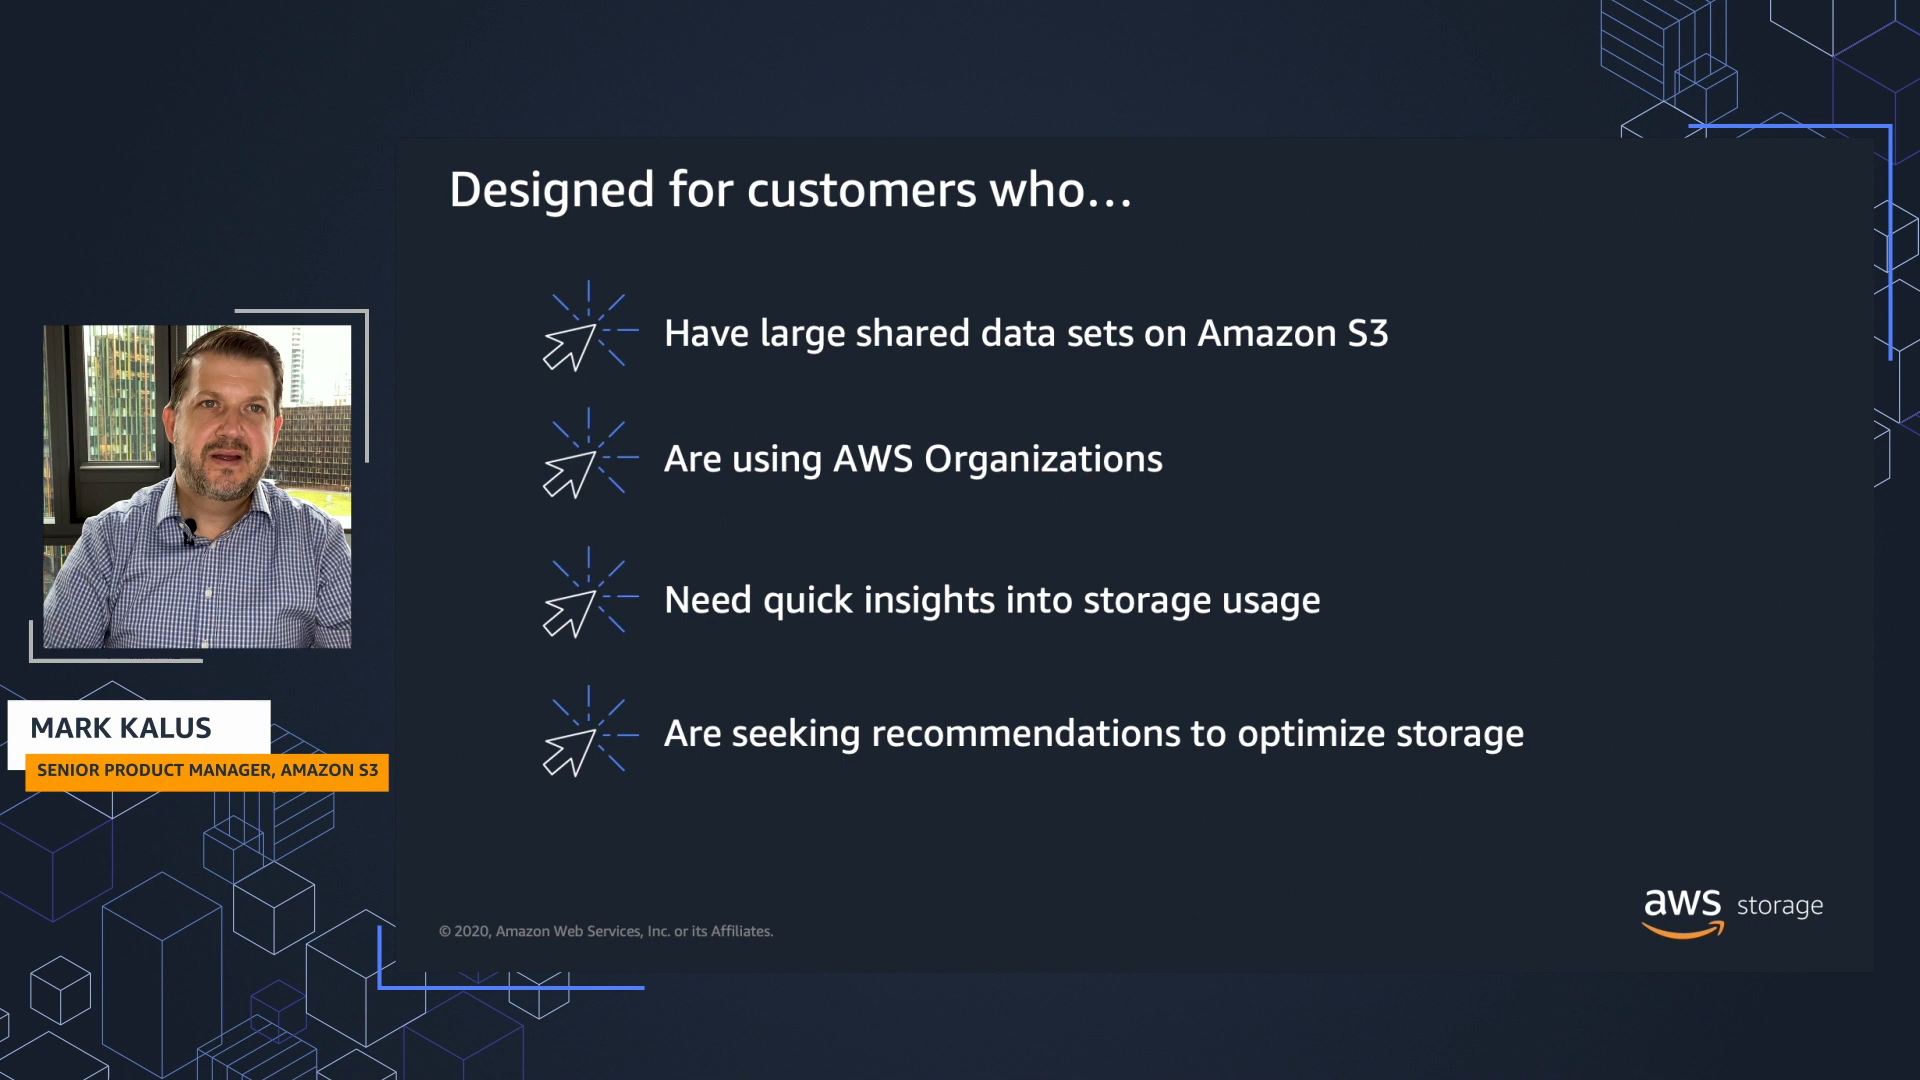 Designed for customers who...
Have large shared data sets on Amazon S3
Are using AWS Organizations
Need quick insights into storage usage
Are seeking recommendations to optimize storage
MARK KALUS
SENIOR PRODUCT MANAGER, AMAZON S3
© 2020, Amazon Web Services, Inc. or its Affiliates.
aws storage